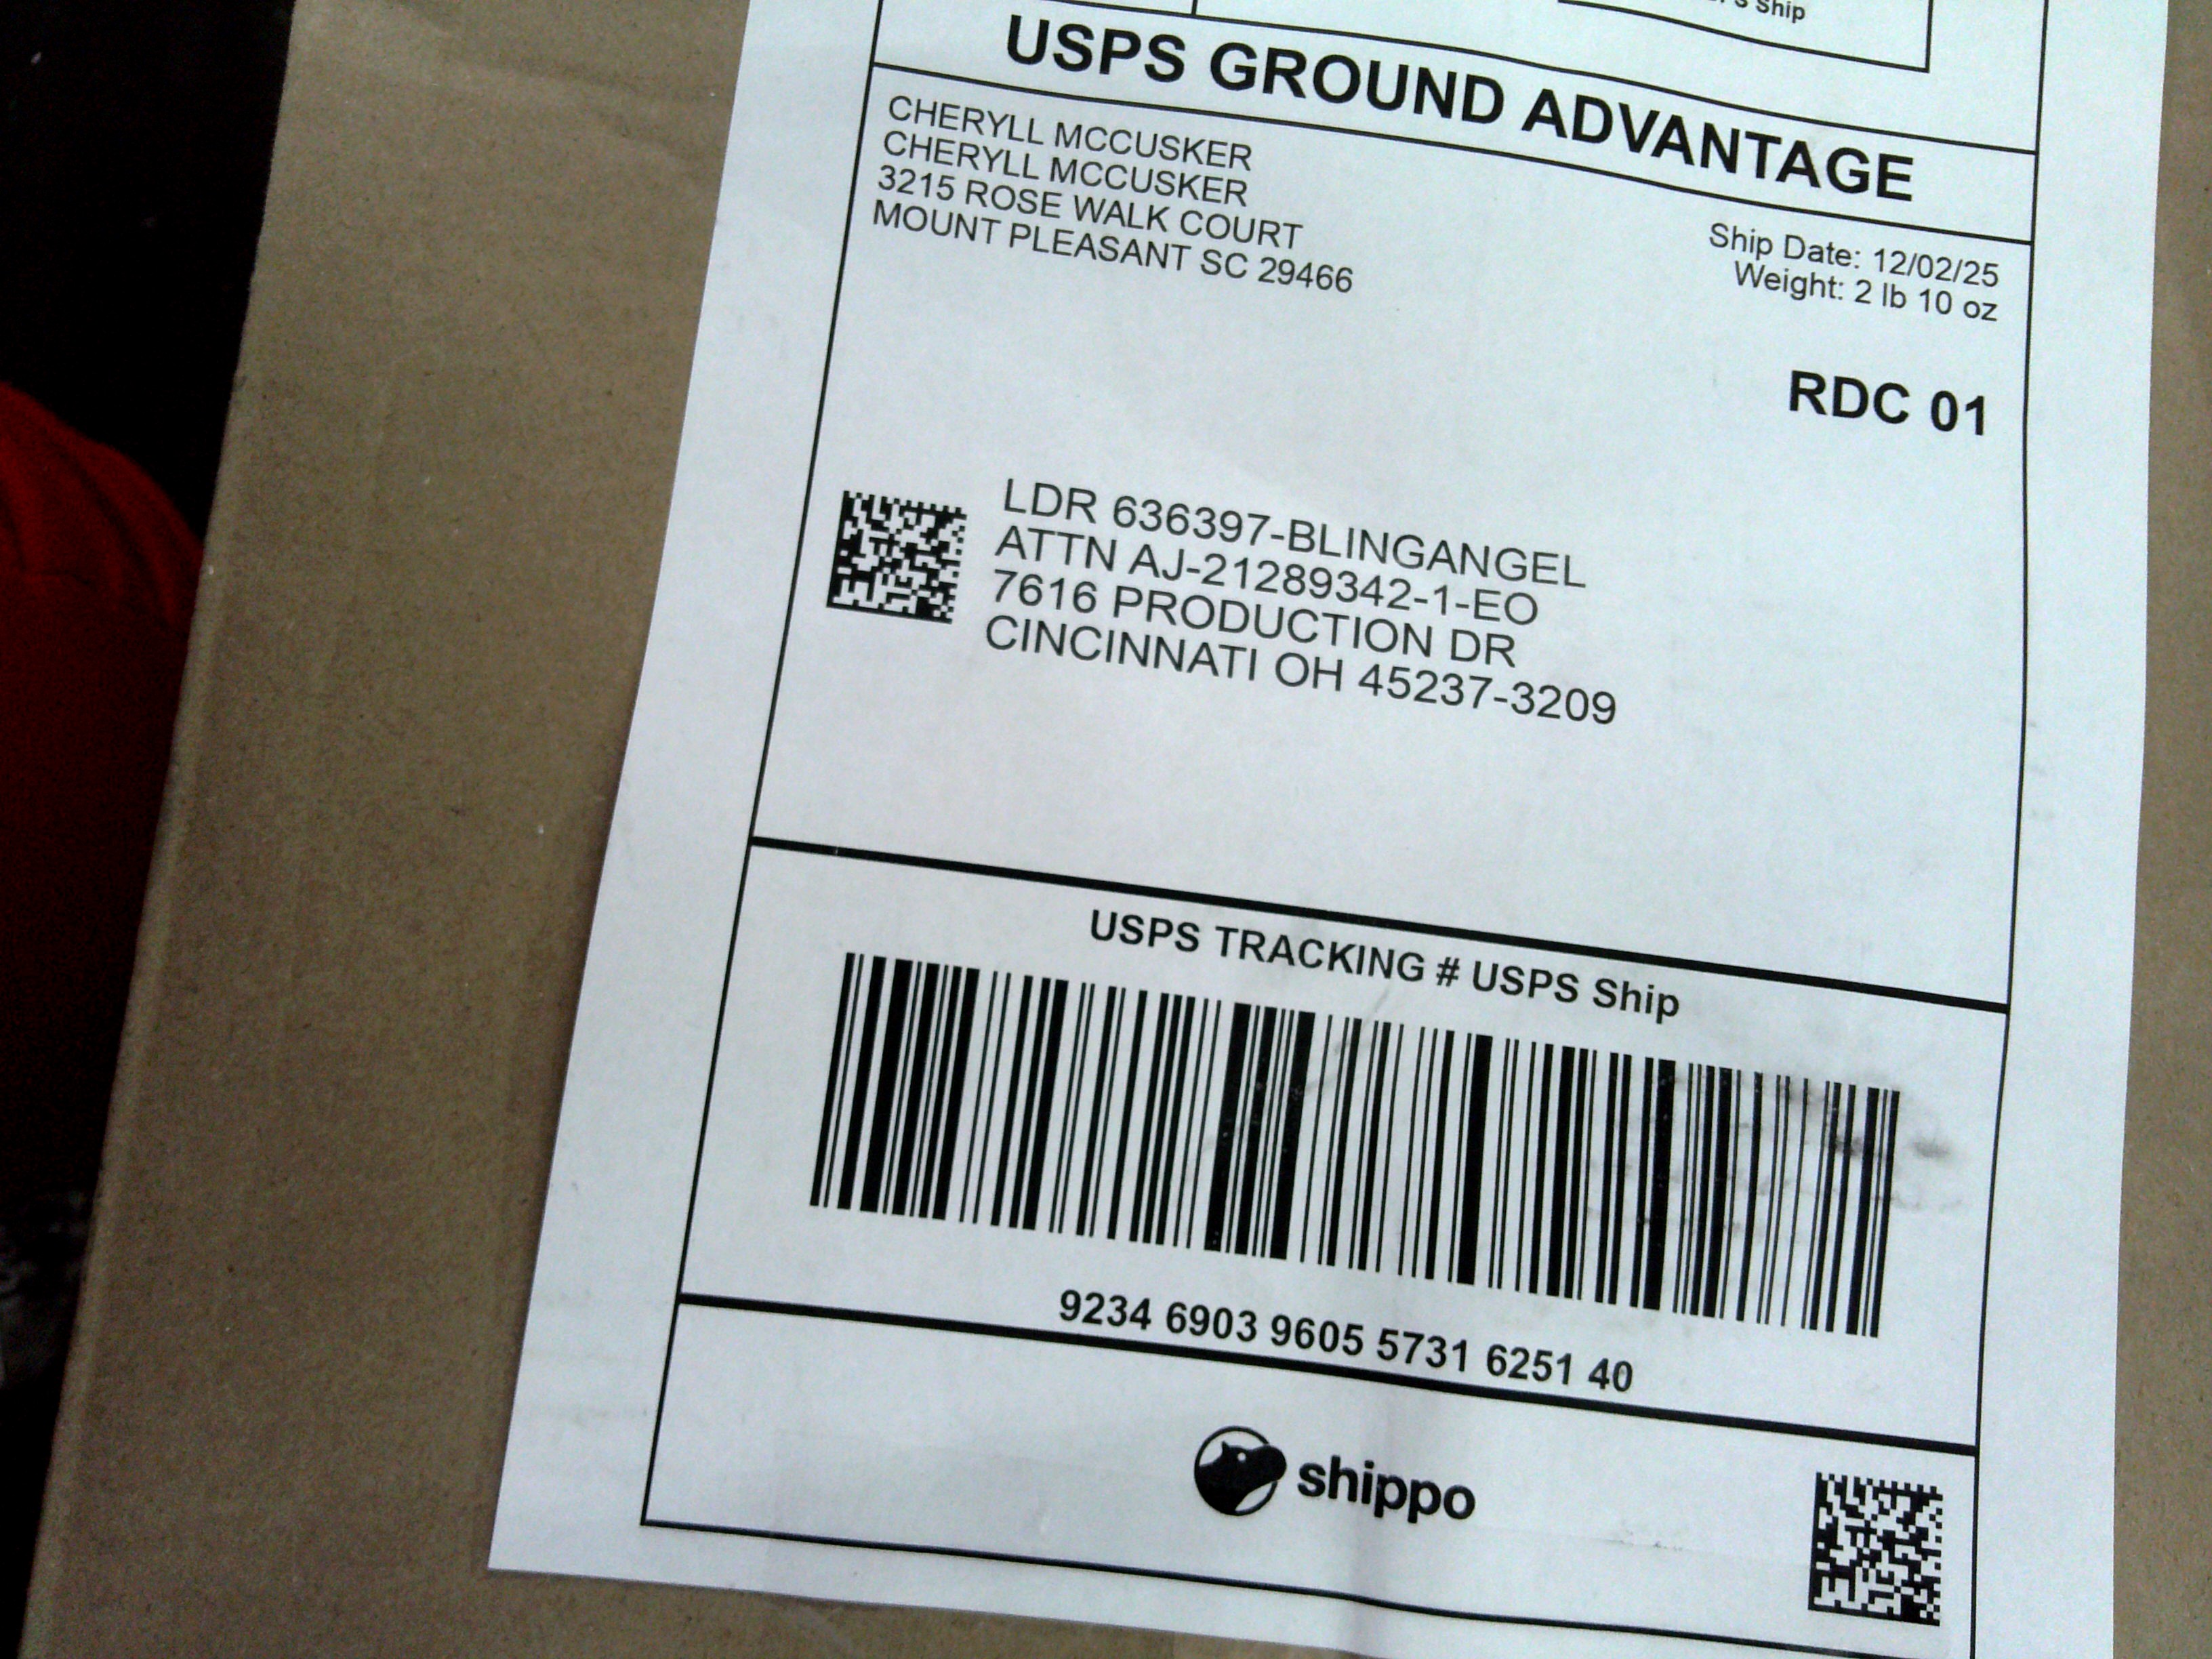 Ship
USPS GROUND ADVANTAGE
CHERYLL MCCUSKER
CHERYLL MCCUSKER
3215 ROSE WALK COURT
MOUNT PLEASANT SC 29466
Ship Date: 12/02/25
Weight: 2 lb 10 oz
RDC 01
LDR 636397-BLINGANGEL
ATTN AJ-21289342-1-EO
7616 PRODUCTION DR
CINCINNATI OH 45237-3209
USPS TRACKING # USPS Ship
9234 6903 9605 5731 6251 40
shippo